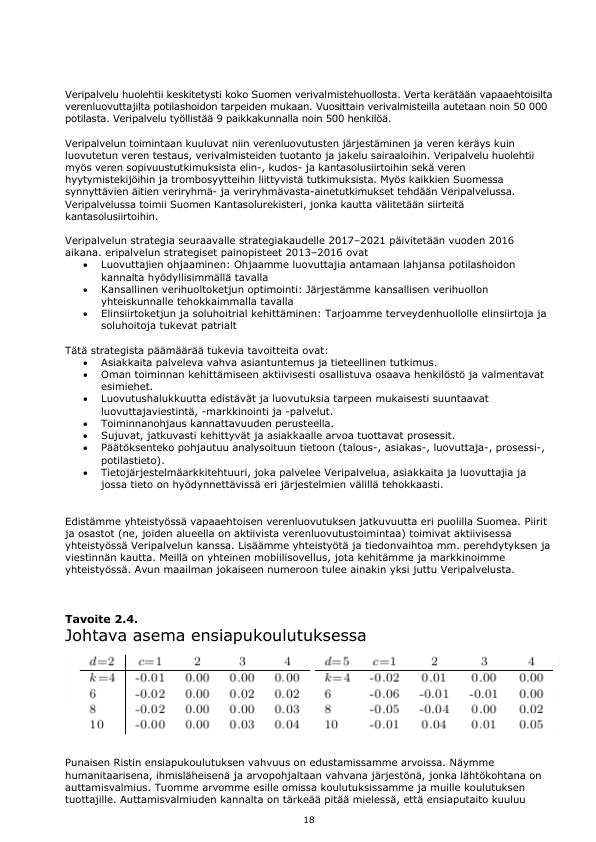 Veripalvelu huolehtii keskitetysti koko Suomen verivalmistehuollosta. Verta kerätään vapaaehtoisilta
verenluovuttajilta potilashoidon tarpeiden mukaan. Vuosittain verivalmisteilla autetaan noin 50 000
potilasta. Veripalvelu työllistää 9 paikkakunnalla noin 500 henkilöä.
Veripalvelun toimintaan kuuluvat niin verenluovutusten järjestäminen ja veren keräys kuin
luovutetun veren testaus, verivalmisteiden tuotanto ja jakelu sairaaloihin. Veripalvelu huolehtii
myös veren sopivuustutkimuksista elin-, kudos- ja kantasolusiirtoihin sekä veren
hyytymistekijöihin ja trombosyytteihin liittyvistä tutkimuksista. Myös kaikkien Suomessa
synnyttävien äitien veriryhmä- ja veriryhmävasta-ainetutkimukset tehdään Veripalvelussa.
Veripalvelussa toimii Suomen Kantasolurekisteri, jonka kautta välitetään siirteitä
kantasolusiirtoihin.
Veripalvelun strategia seuraavalle strategiakaudelle 2017–2021 päivitetään vuoden 2016
aikana. eripalvelun strategiset painopisteet 2013–2016 ovat
• Luovuttajien ohjaaminen: Ohjaamme luovuttajia antamaan lahjansa potilashoidon
kannalta hyödyllisimmällä tavalla
• Kansallinen verihuoltoketjun optimointi: Järjestämme kansallisen verihuollon
yhteiskunnalle tehokkaimmalla tavalla
• Elinsiirtoketjun ja soluhoitrial kehittäminen: Tarjoamme terveydenhuollolle elinsiirtoja ja
soluhoitoja tukevat patrialt
Tätä strategista päämäärää tukevia tavoitteita ovat:
• Asiakkaita palveleva vahva asiantuntemus ja tieteellinen tutkimus.
• Oman toiminnan kehittämiseen aktiivisesti osallistuva osaava henkilöstö ja valmentavat
esimiehet.
• Luovutushalukkuutta edistävät ja luovutuksia tarpeen mukaisesti suuntaavat
luovuttajaviestintä, -markkinointi ja -palvelut.
• Toiminnanohjaus kannattavuuden perusteella.
• Sujuvat, jatkuvasti kehittyvät ja asiakkaalle arvoa tuottavat prosessit.
• Päätöksenteko pohjautuu analysoituun tietoon (talous-, asiakas-, luovuttaja-, prosessi-,
potilastieto).
• Tietojärjestelmäarkkitehtuuri, joka palvelee Veripalvelua, asiakkaita ja luovuttajia ja
jossa tieto on hyödynnettävissä eri järjestelmien välillä tehokkaasti.
Edistämme yhteistyössä vapaaehtoisen verenluovutuksen jatkuvuutta eri puolilla Suomea. Piirit
ja osastot (ne, joiden alueella on aktiivista verenluovutustoimintaa) toimivat aktiivisessa
yhteistyössä Veripalvelun kanssa. Lisäämme yhteistyötä ja tiedonvaihtoa mm. perehdytyksen ja
viestinnän kautta. Meillä on yhteinen mobiilisovellus, jota kehitämme ja markkinoimme
yhteistyössä. Avun maailman jokaiseen numeroon tulee ainakin yksi juttu Veripalvelusta.
Tavoite 2.4.
Johtava asema ensiapukoulutuksessa
d=2 c=1 2 3 4 d=5 c=1 2 3 4
k=4 -0.01 0.00 0.00 0.00 k=4 -0.02 0.01 0.00 0.00
6 -0.02 0.00 0.02 0.02 6 -0.06 -0.01 -0.01 0.00
8 -0.02 0.00 0.00 0.03 8 -0.05 -0.04 0.00 0.02
10 -0.00 0.00 0.03 0.04 10 -0.01 0.04 0.01 0.05
Punaisen Ristin ensiapukoulutuksen vahvuus on edustamissamme arvoissa. Näymme
humanitaarisena, ihmisläheisenä ja arvopohjaltaan vahvana järjestönä, jonka lähtökohtana on
auttamisvalmius. Tuomme arvomme esille omissa koulutuksissamme ja muille koulutuksen
tuottajille. Auttamisvalmiuden kannalta on tärkeää pitää mielessä, että ensiaputaito kuuluu
18